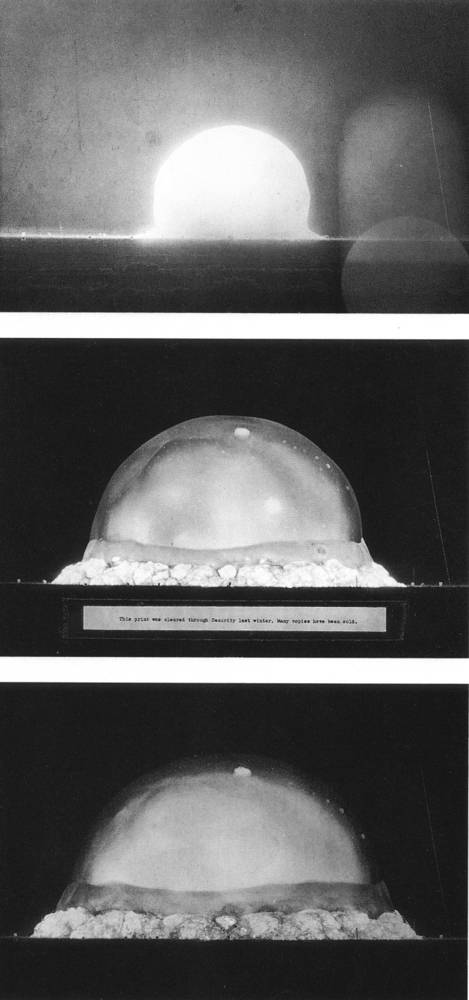 This print was cleared through Security last winter. Many copies have been sold.